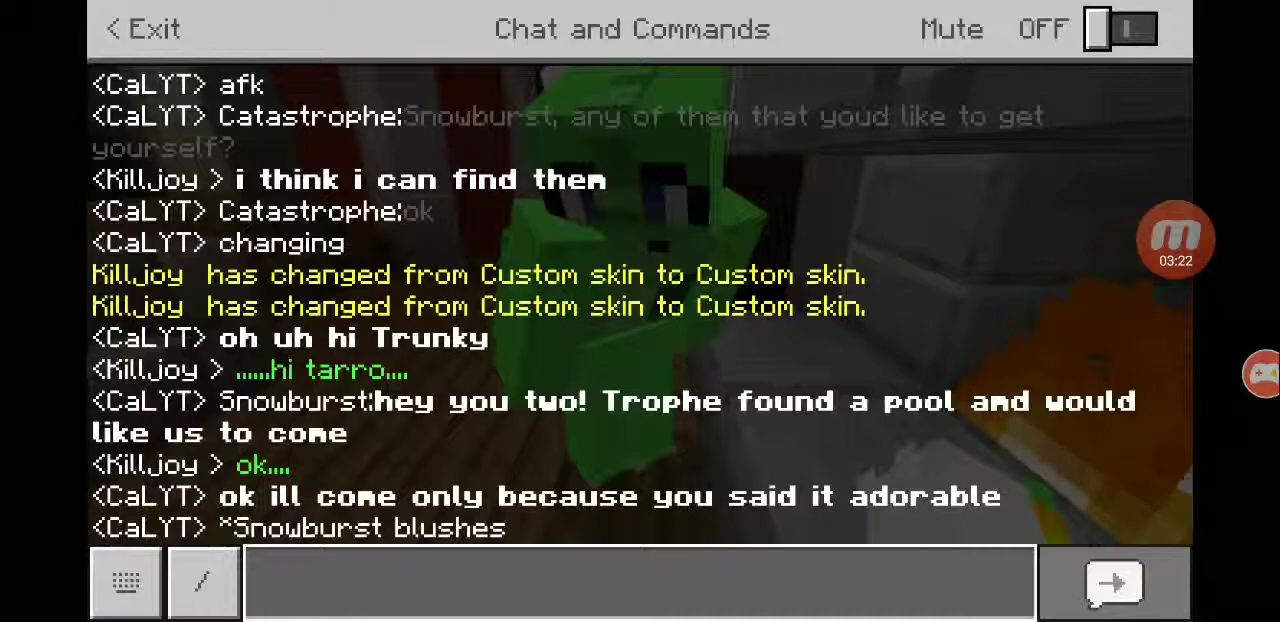 < Exit
Chat and Commands
Mute OFF
<CaLYT> afk
<CaLYT> Catastrophe:Snowburst, any of them that youd like to get
yourself?
<Killjoy > i think i can find them
<CaLYT> Catastrophe:ok
<CaLYT> changing
Killjoy  has changed from Custom skin to Custom skin.
Killjoy  has changed from Custom skin to Custom skin.
<CaLYT> oh uh hi Trunky
<Killjoy > ......hi tarro....
<CaLYT> Snowburst:hey you two! Trophe found a pool and would
like us to come
<Killjoy > ok....
<CaLYT> ok ill come only because you said it adorable
<CaLYT> *Snowburst blushes
/
03:22